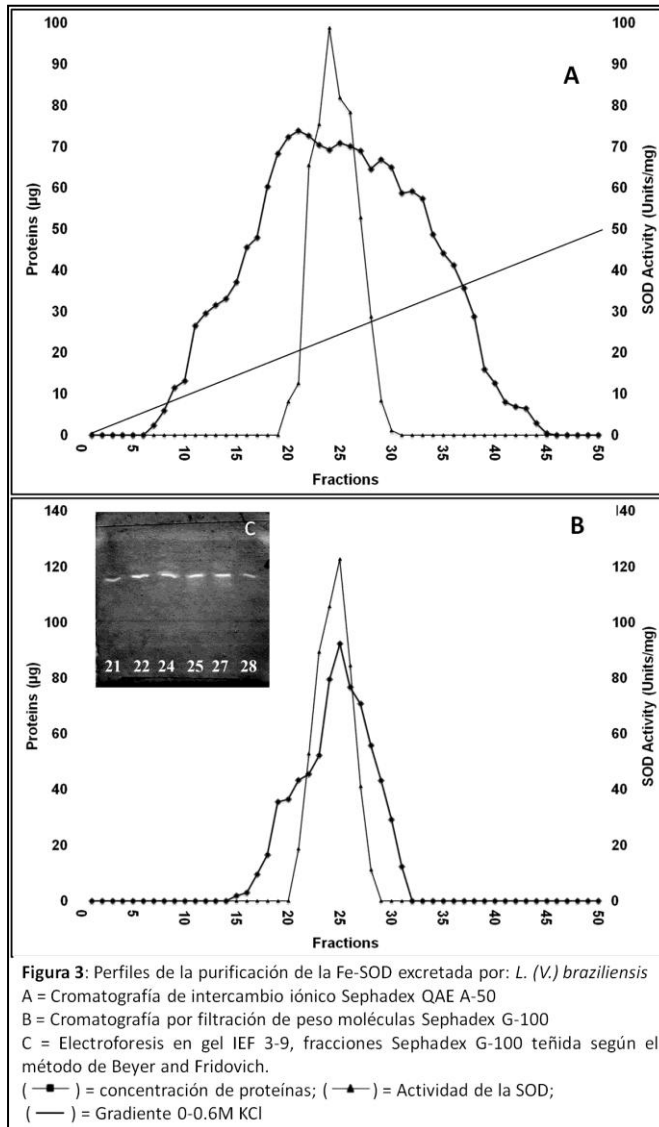 100
90
80
70
60
50
40
30
20
10
0
Proteins (µg)
100
90
80
70
60
50
40
30
20
10
0
SOD Activity (Units/mg)
A
0 5 10 15 20 25 30 35 40 45 50
Fractions
140
120
100
80
60
40
20
0
Proteins (µg)
C
21 22 24 25 27 28
B
140
120
100
80
60
40
20
0
SOD Activity (Units/mg)
0 5 10 15 20 25 30 35 40 45 50
Fractions
Figura 3: Perfiles de la purificación de la Fe-SOD excretada por: L. (V.) braziliensis
A = Cromatografía de intercambio iónico Sephadex QAE A-50
B = Cromatografía por filtración de peso moléculas Sephadex G-100
C = Electroforesis en gel IEF 3-9, fracciones Sephadex G-100 teñida según el
método de Beyer and Fridovich.
( ) = concentración de proteínas; ( ) = Actividad de la SOD;
( ) = Gradiente 0-0.6M KCl